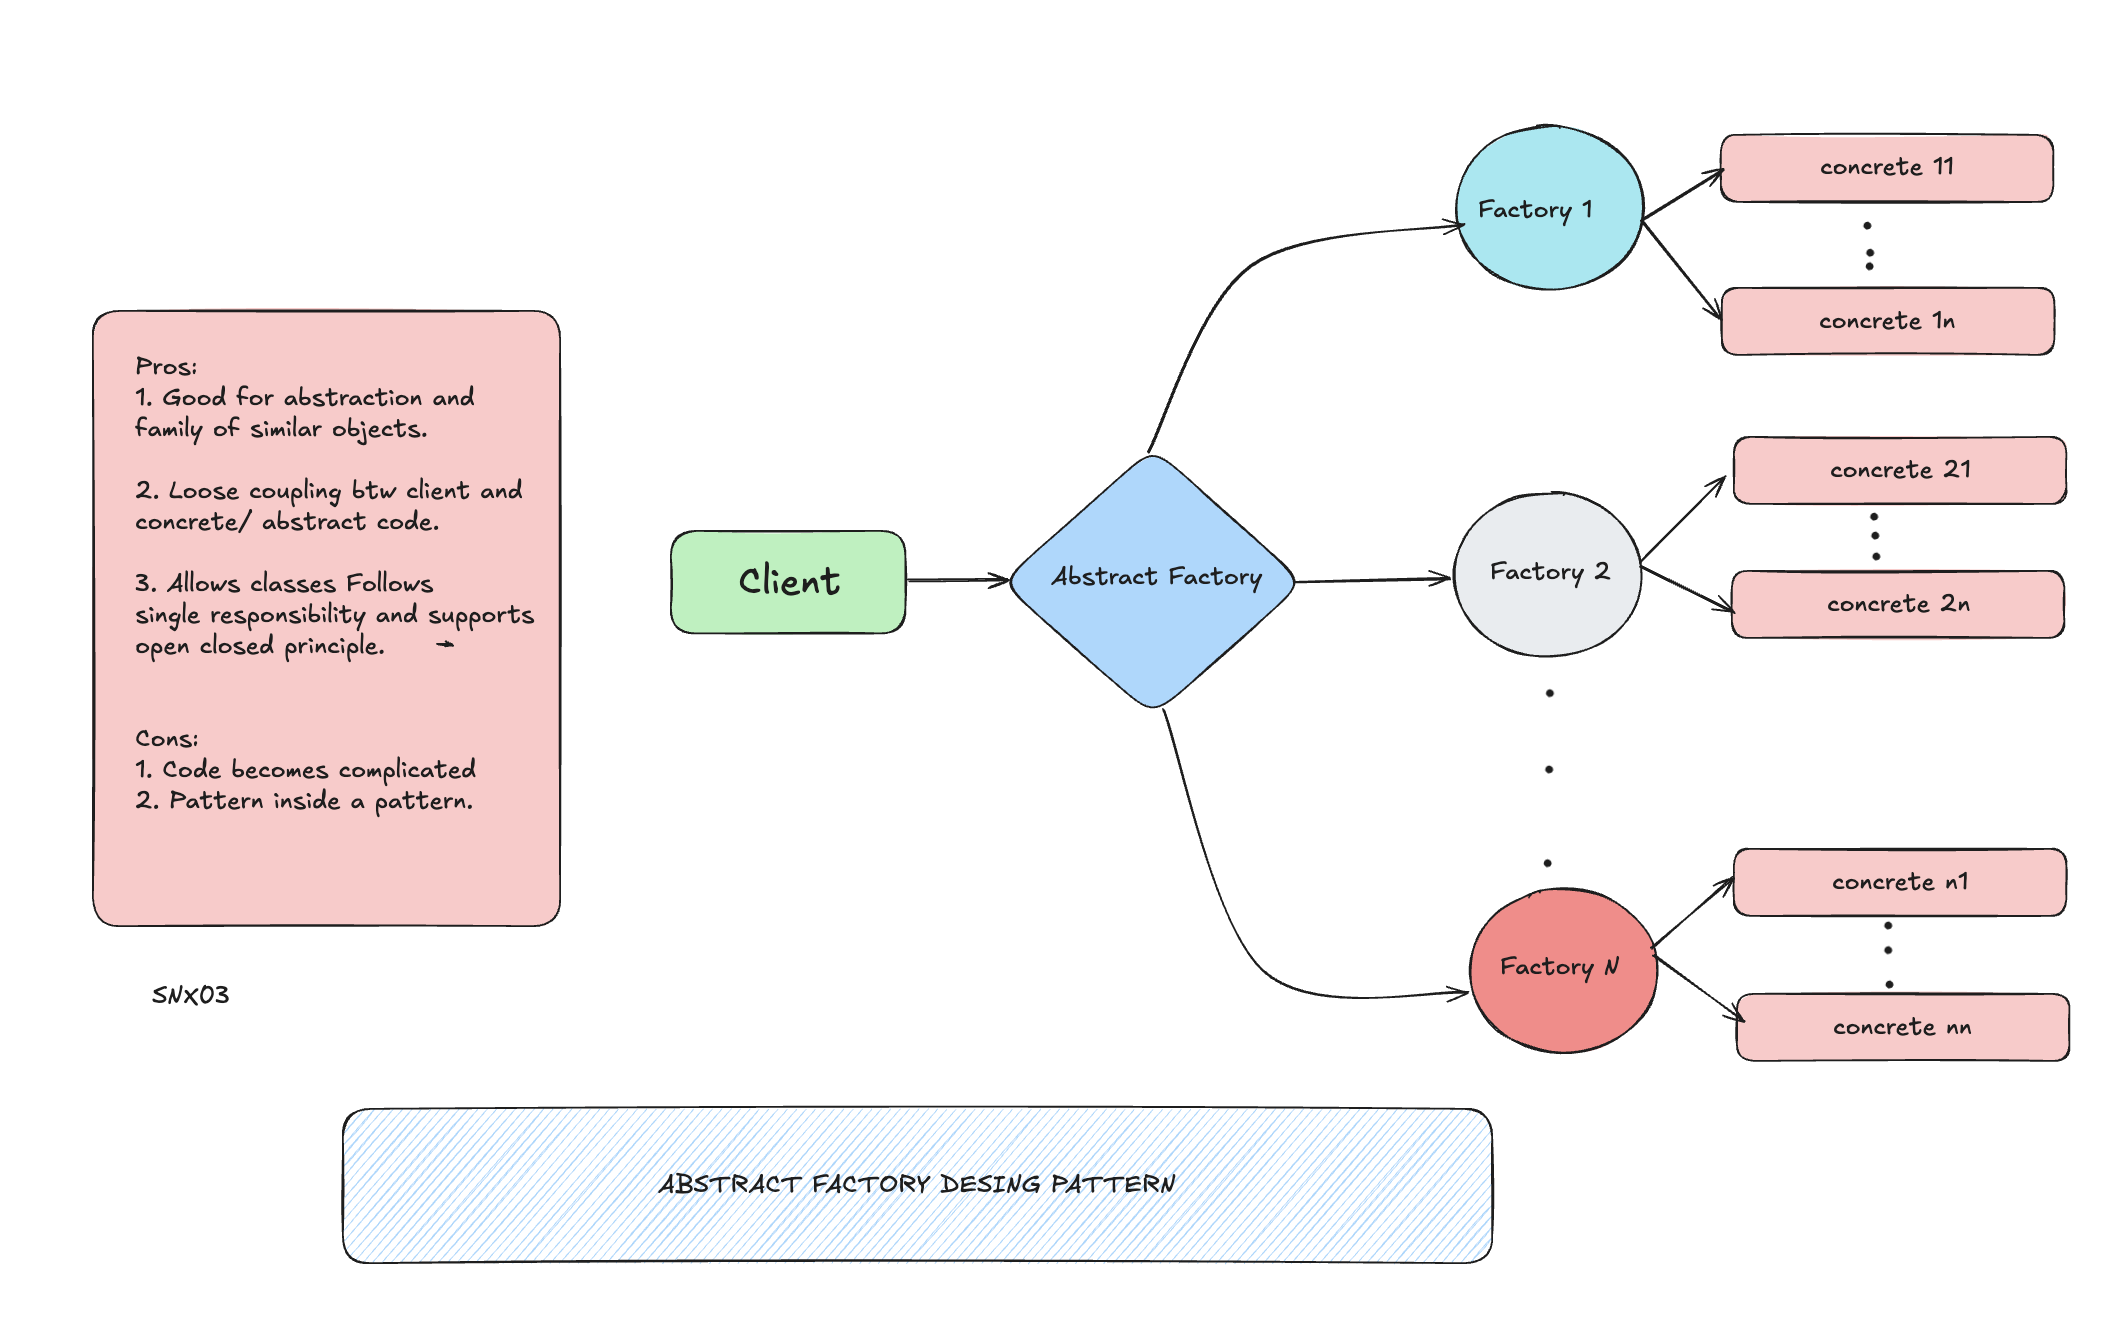 Pros:
1. Good for abstraction and
family of similar objects.
2. Loose coupling btw client and
concrete/ abstract code.
3. Allows classes Follows
single responsibility and supports
open closed principle.
Cons:
1. Code becomes complicated
2. Pattern inside a pattern.
SNX03
Client
Abstract Factory
Factory 1
concrete 11
concrete 1n
Factory 2
concrete 21
concrete 2n
Factory N
concrete n1
concrete nn
ABSTRACT FACTORY DESING PATTERN